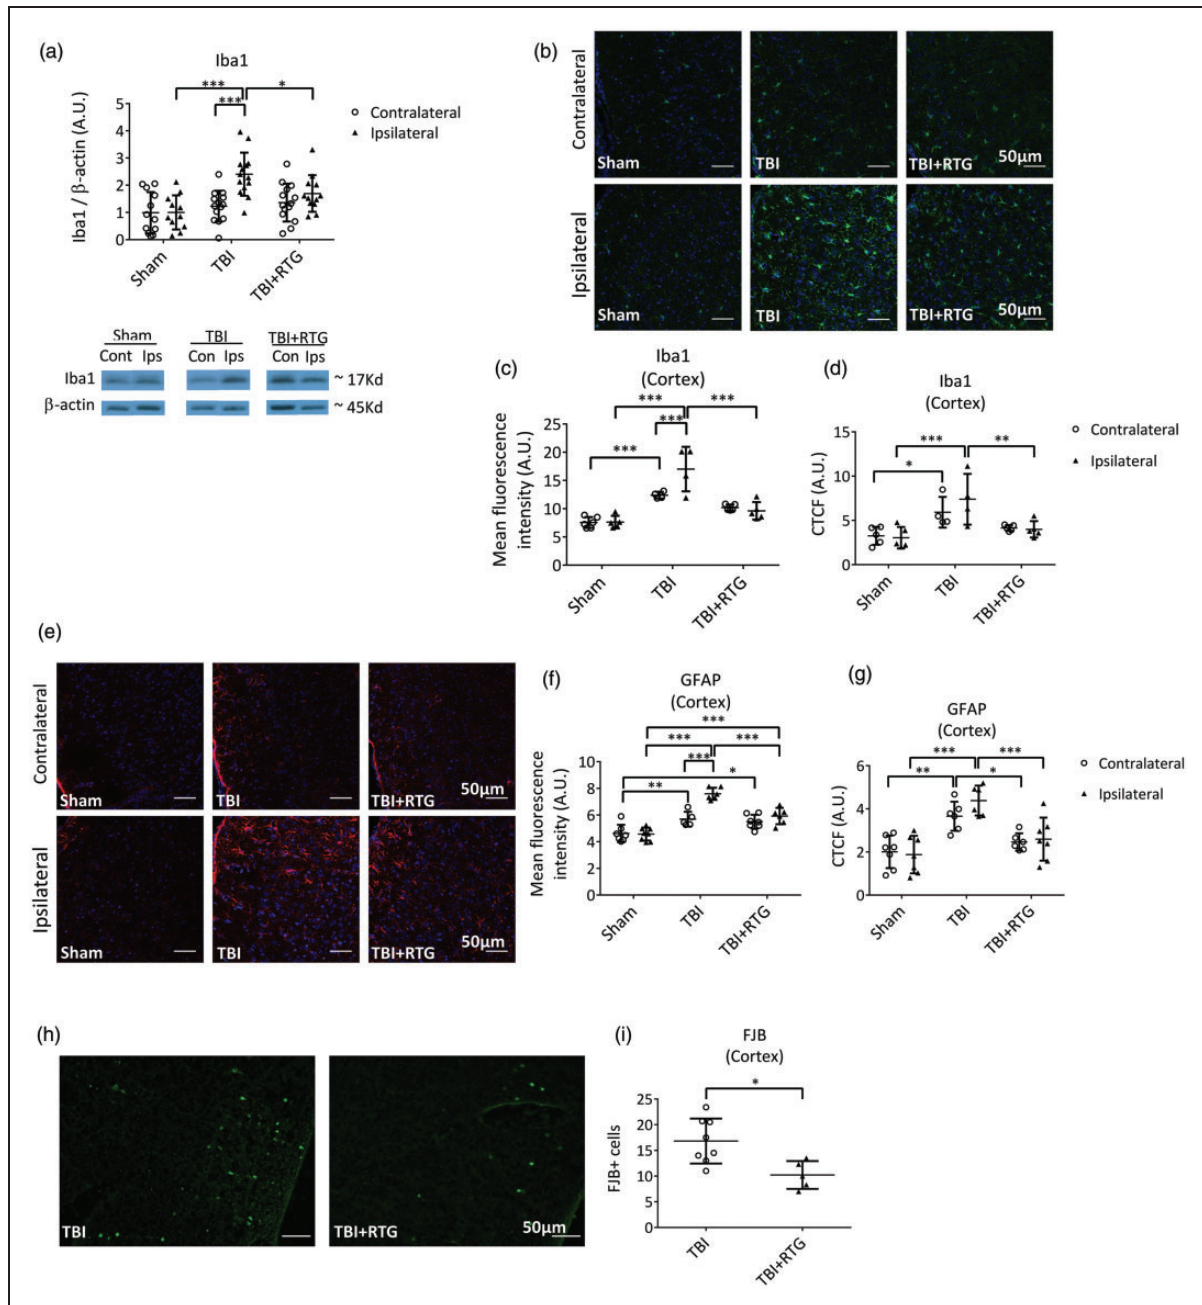 (a)
Iba1
***
***
*
Iba1 / β-actin (A.U.)
5
4
3
2
1
0
Sham
TBI
TBI+RTG
Contralateral
Ipsilateral
Sham
TBI
TBI+RTG
Cont Ips
Con Ips
Con Ips
Iba1
~ 17Kd
β-actin
~ 45Kd
(b)
Contralateral
Sham
TBI
TBI+RTG
50µm
Ipsilateral
Sham
TBI
TBI+RTG
50µm
(c)
Iba1
(Cortex)
***
***
***
***
Mean fluorescence
intensity (A.U.)
25
20
15
10
5
0
Sham
TBI
TBI+RTG
(d)
Iba1
(Cortex)
***
**
*
CTCF (A.U.)
15
10
5
0
Sham
TBI
TBI+RTG
Contralateral
Ipsilateral
(e)
Contralateral
Sham
TBI
TBI+RTG
50µm
Ipsilateral
Sham
TBI
TBI+RTG
50µm
(f)
GFAP
(Cortex)
***
***
***
***
**
*
Mean fluorescence
intensity (A.U.)
10
8
6
4
2
0
Sham
TBI
TBI+RTG
(g)
GFAP
(Cortex)
***
***
**
*
CTCF (A.U.)
6
4
2
0
Sham
TBI
TBI+RTG
Contralateral
Ipsilateral
(h)
TBI
TBI+RTG
50µm
(i)
FJB
(Cortex)
*
FJB+ cells
25
20
15
10
5
0
TBI
TBI+RTG